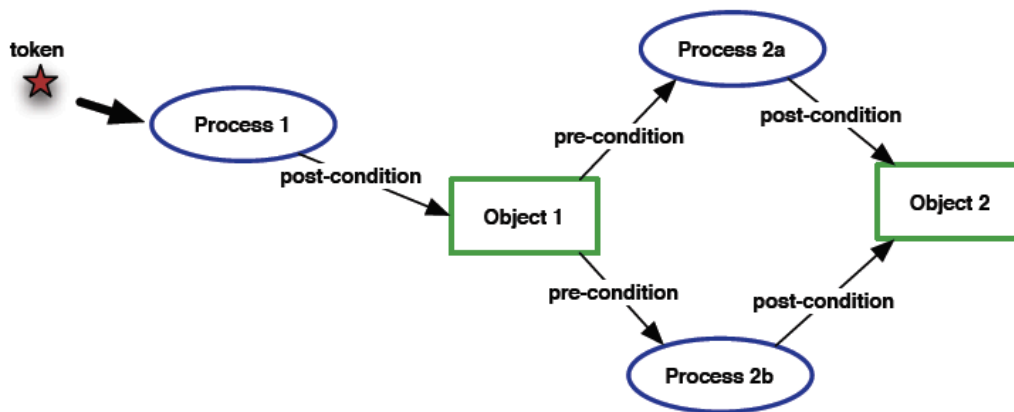 token
Process 1
post-condition
Object 1
pre-condition
Process 2a
post-condition
Object 2
pre-condition
Process 2b
post-condition